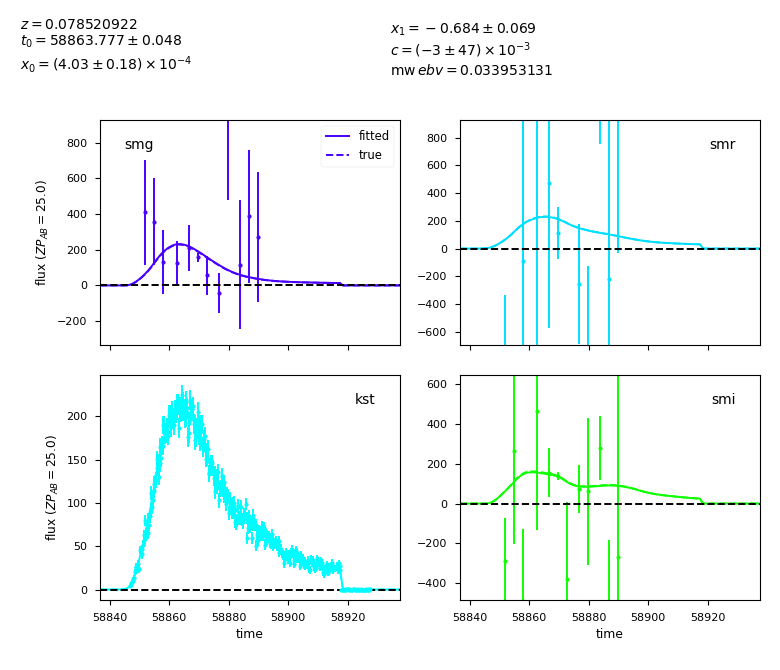 z = 0.078520922
t₀ = 58863.777 ± 0.048
x₀ = (4.03 ± 0.18) × 10⁻⁴
x₁ = −0.684 ± 0.069
c = (−3 ± 47) × 10⁻³
mw ebv = 0.033953131
smg
fitted
true
800
600
400
200
0
−200
flux (ZP_AB = 25.0)
smr
800
600
400
200
0
−200
−400
−600
kst
200
150
100
50
0
flux (ZP_AB = 25.0)
58840 58860 58880 58900 58920
time
smi
600
400
200
0
−200
−400
58840 58860 58880 58900 58920
time